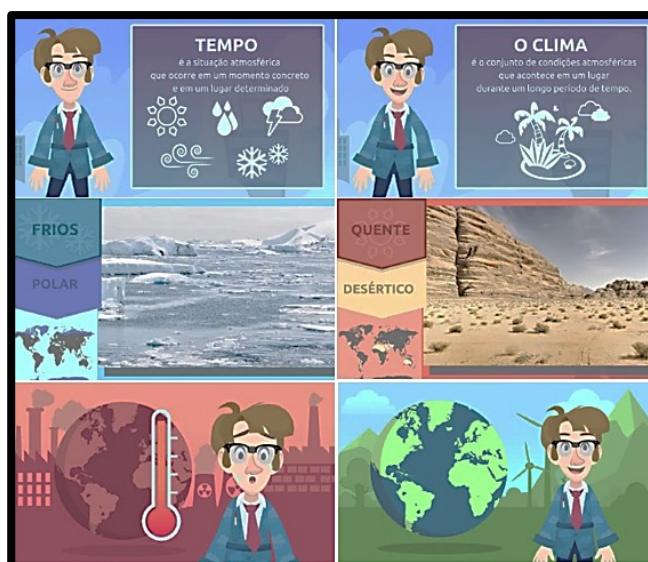 TEMPO
é a situação atmosférica
que ocorre em um momento concreto
e em um lugar determinado
O CLIMA
é o conjunto de condições atmosféricas
que acontece em um lugar
durante um longo período de tempo.
FRIOS
POLAR
QUENTE
DESÉRTICO